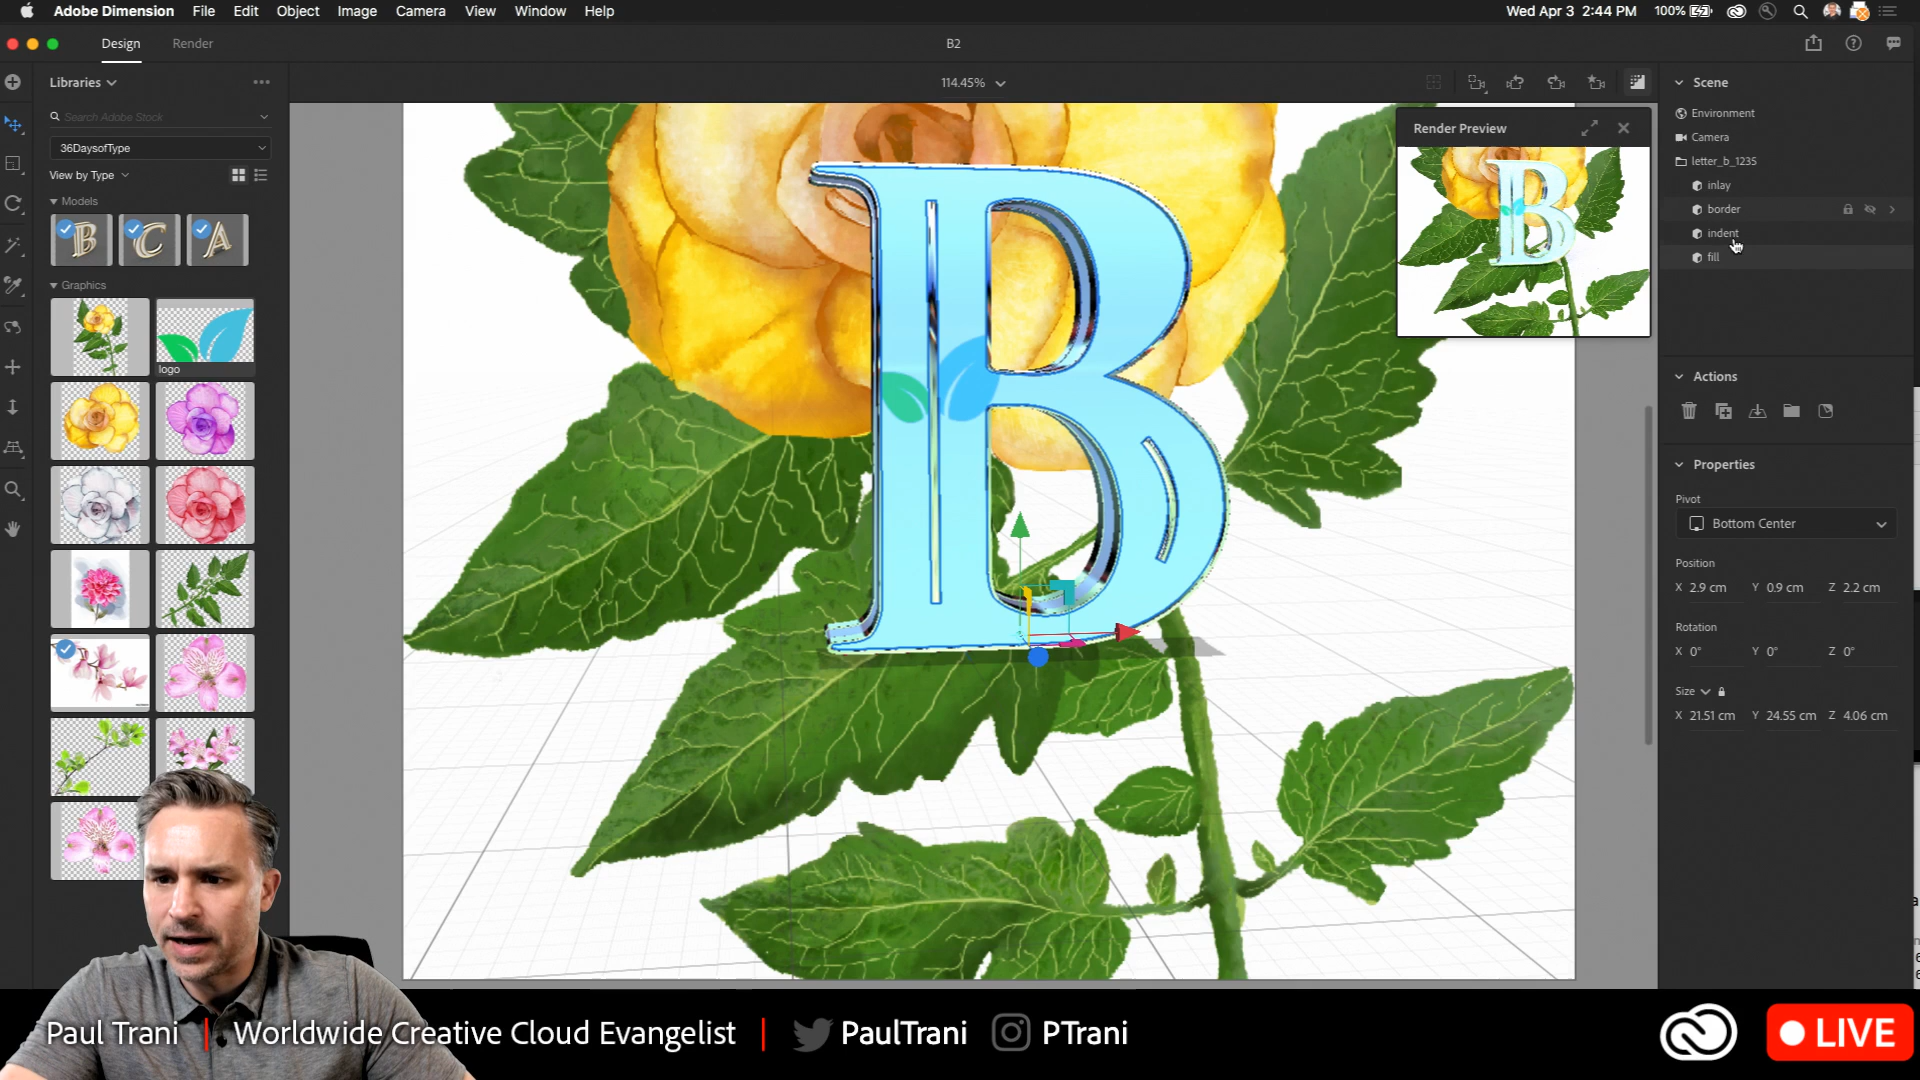 Adobe Dimension File Edit Object Image Camera View Window Help
Wed Apr 3 2:44 PM 100%
Design Render
B2
Libraries
114.45%
Search Adobe Stock
36DaysofType
View by Type
Models
B C A
Graphics
logo
B
Render Preview
B
Scene
Environment
Camera
letter_b_1235
inlay
border
indent
fill
Actions
Properties
Pivot
Bottom Center
Position
X 2.9 cm Y 0.9 cm Z 2.2 cm
Rotation
X 0° Y 0° Z 0°
Size
X 21.51 cm Y 24.55 cm Z 4.06 cm
Paul Trani | Worldwide Creative Cloud Evangelist | PaulTrani PTrani
LIVE